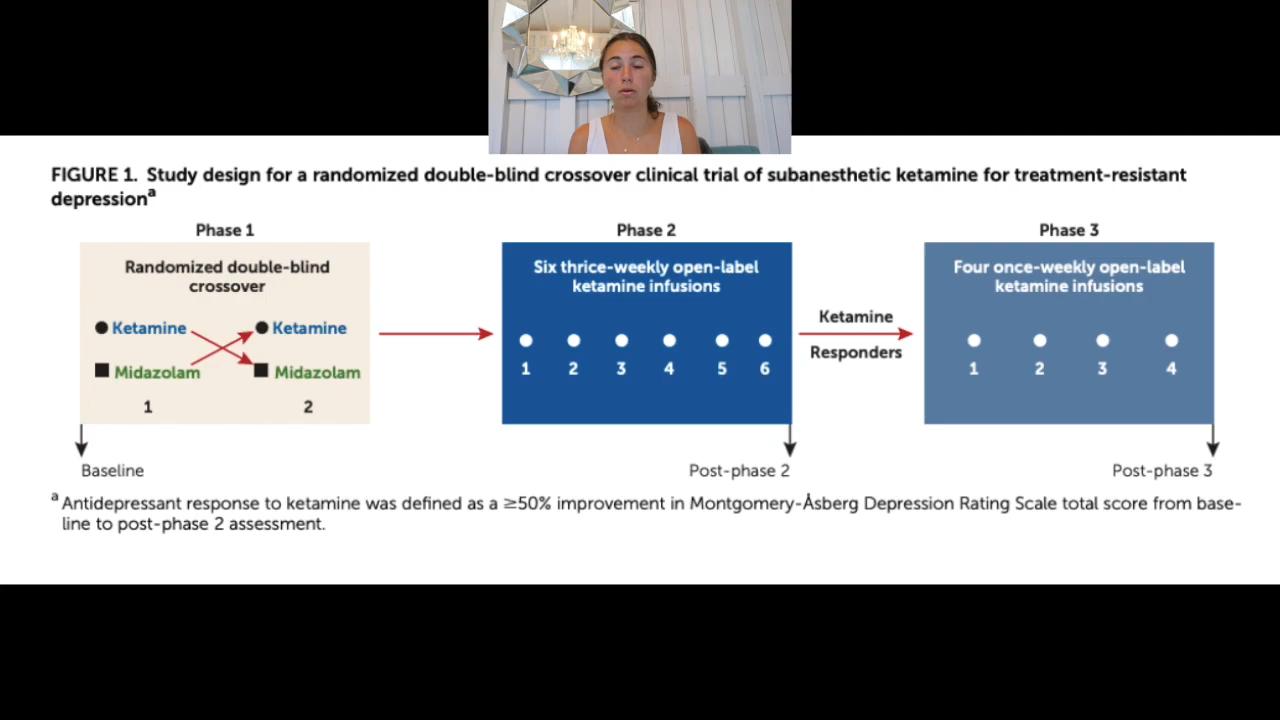 FIGURE 1. Study design for a randomized double-blind crossover clinical trial of subanesthetic ketamine for treatment-resistant
depressionᵃ
Phase 1
Randomized double-blind
crossover
Ketamine Ketamine
Midazolam Midazolam
1 2
Baseline
Phase 2
Six thrice-weekly open-label
ketamine infusions
1 2 3 4 5 6
Post-phase 2
Ketamine
Responders
Phase 3
Four once-weekly open-label
ketamine infusions
1 2 3 4
Post-phase 3
ᵃ Antidepressant response to ketamine was defined as a ≥50% improvement in Montgomery-Åsberg Depression Rating Scale total score from base-
line to post-phase 2 assessment.